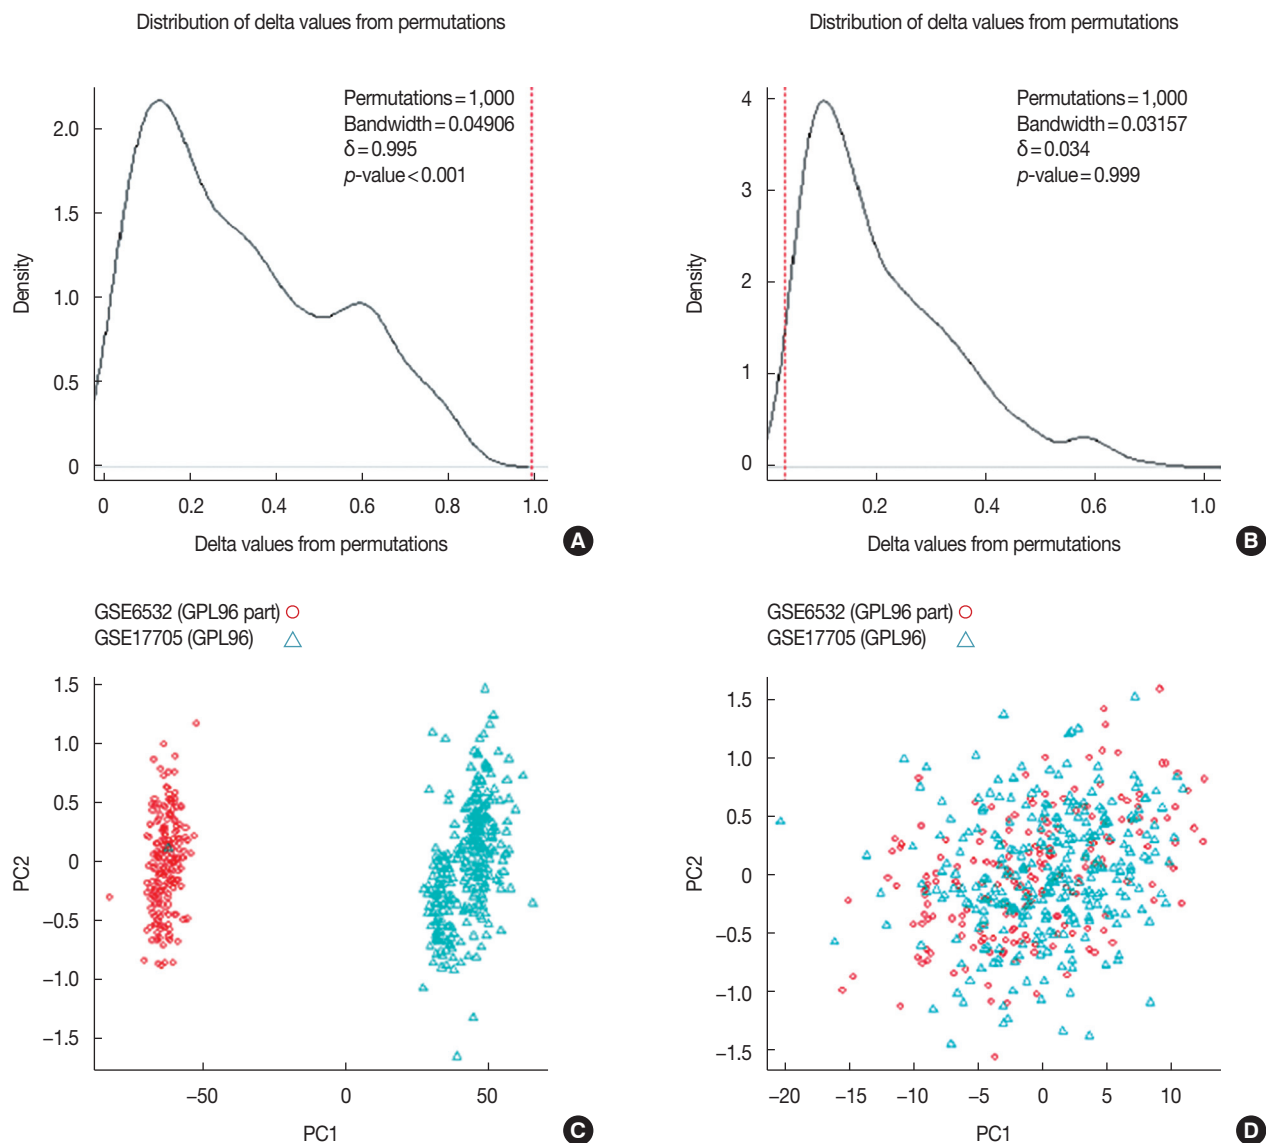 Distribution of delta values from permutations
Permutations=1,000
Bandwidth=0.04906
δ=0.995
p-value<0.001
Density
2.0
1.5
1.0
0.5
0
0 0.2 0.4 0.6 0.8 1.0
Delta values from permutations
A
Distribution of delta values from permutations
Permutations=1,000
Bandwidth=0.03157
δ=0.034
p-value=0.999
Density
4
3
2
1
0
0.2 0.4 0.6 1.0
Delta values from permutations
B
GSE6532 (GPL96 part)
GSE17705 (GPL96)
PC2
1.5
1.0
0.5
0
−0.5
−1.0
−1.5
−50 0 50
PC1
C
GSE6532 (GPL96 part)
GSE17705 (GPL96)
PC2
1.5
1.0
0.5
0
−0.5
−1.0
−1.5
−20 −15 −10 −5 0 5 10
PC1
D